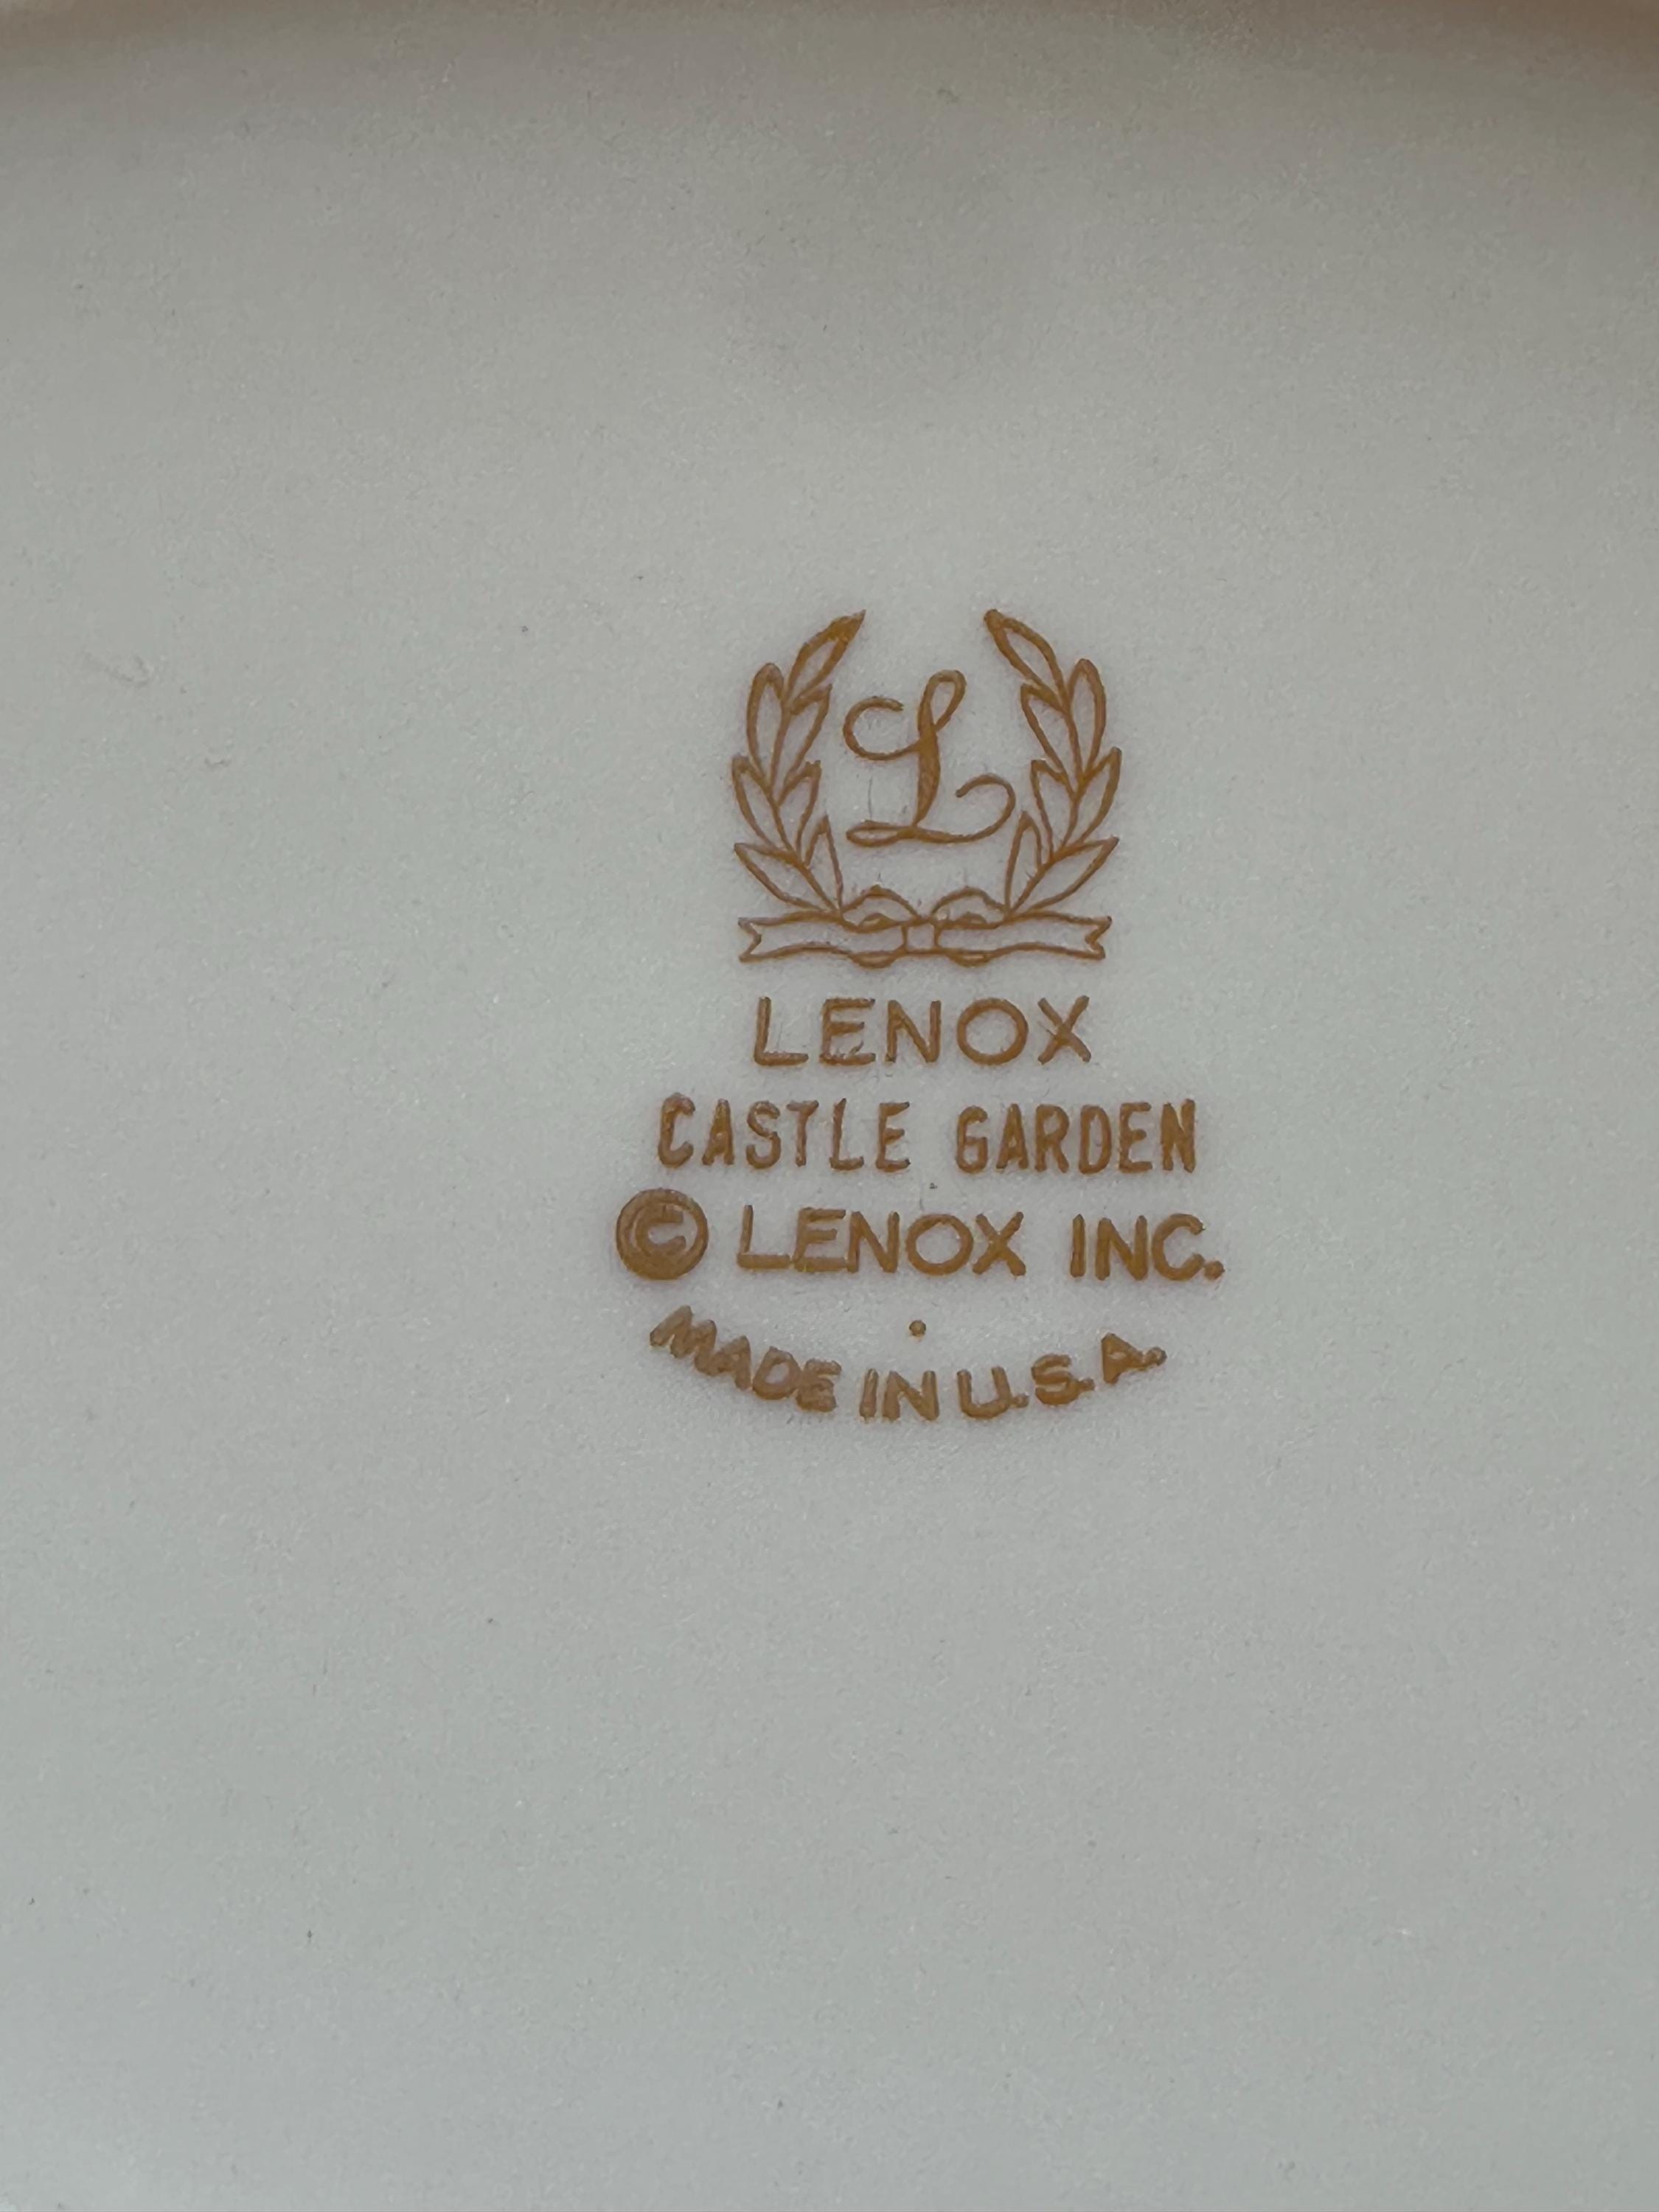 L
LENOX
CASTLE GARDEN
© LENOX INC.
MADE IN U.S.A.